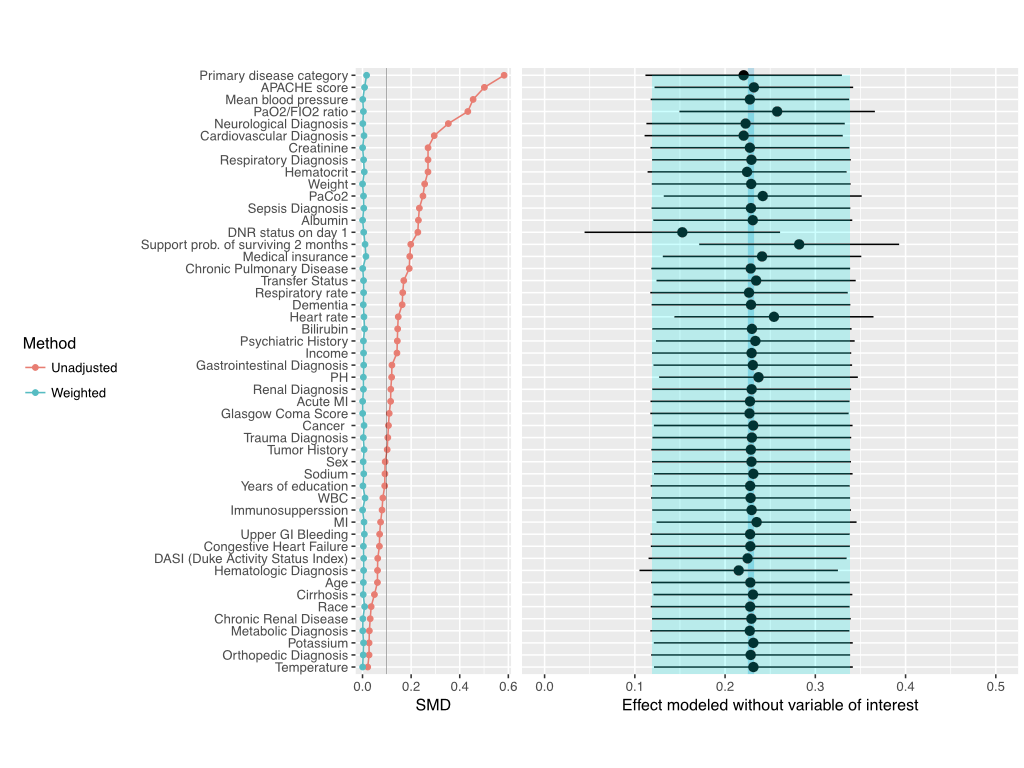 Primary disease category
APACHE score
Mean blood pressure
PaO2/FIO2 ratio
Neurological Diagnosis
Cardiovascular Diagnosis
Creatinine
Respiratory Diagnosis
Hematocrit
Weight
PaCo2
Sepsis Diagnosis
Albumin
DNR status on day 1
Support prob. of surviving 2 months
Medical insurance
Chronic Pulmonary Disease
Transfer Status
Respiratory rate
Dementia
Heart rate
Bilirubin
Psychiatric History
Income
Gastrointestinal Diagnosis
PH
Renal Diagnosis
Acute MI
Glasgow Coma Score
Cancer
Trauma Diagnosis
Tumor History
Sex
Sodium
Years of education
WBC
Immunosupperssion
MI
Upper GI Bleeding
Congestive Heart Failure
DASI (Duke Activity Status Index)
Hematologic Diagnosis
Age
Cirrhosis
Race
Chronic Renal Disease
Metabolic Diagnosis
Potassium
Orthopedic Diagnosis
Temperature
Method
Unadjusted
Weighted
0.0 0.2 0.4 0.6
SMD
0.0 0.1 0.2 0.3 0.4 0.5
Effect modeled without variable of interest